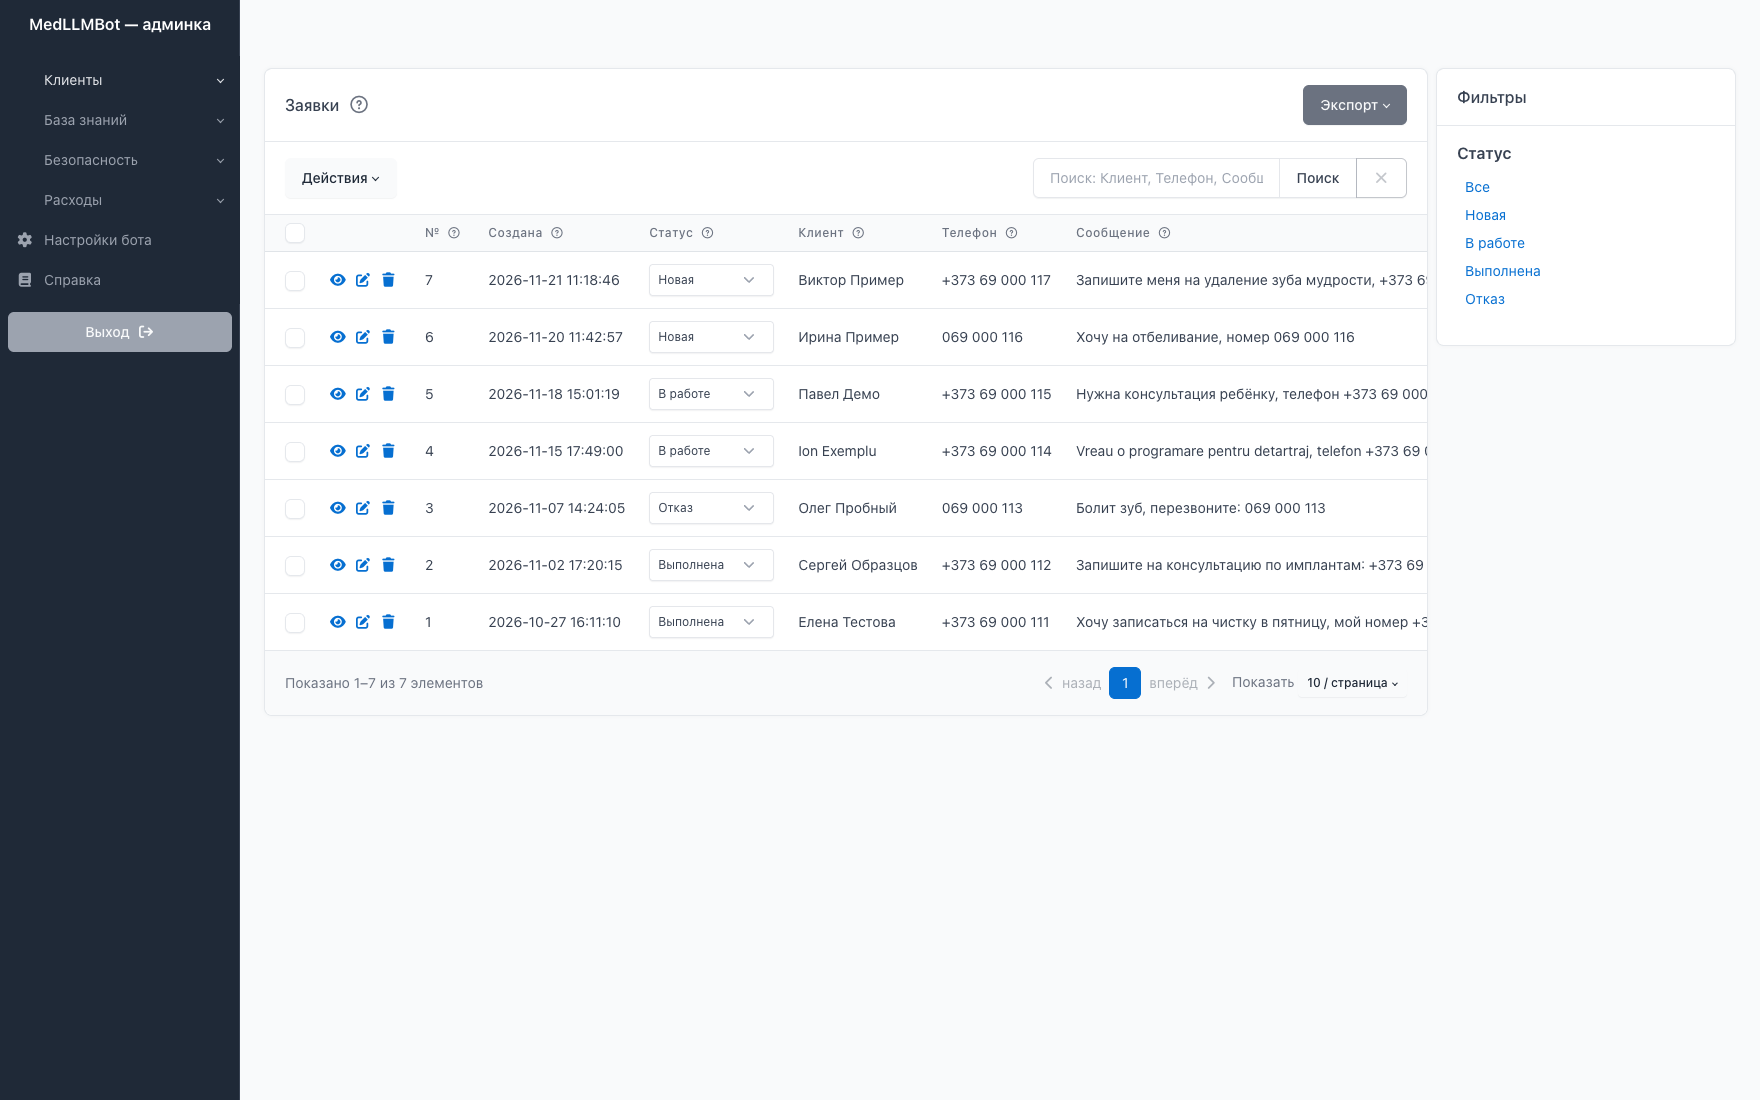 MedLLMBot — админка
Клиенты
База знаний
Безопасность
Расходы
Настройки бота
Справка
Выход
Заявки
Экспорт
Действия
Поиск: Клиент, Телефон, Сообщ
Поиск
№ Создана Статус Клиент Телефон Сообщение
7 2026-11-21 11:18:46 Новая Виктор Пример +373 69 000 117 Запишите меня на удаление зуба мудрости, +373 69
6 2026-11-20 11:42:57 Новая Ирина Пример 069 000 116 Хочу на отбеливание, номер 069 000 116
5 2026-11-18 15:01:19 В работе Павел Демо +373 69 000 115 Нужна консультация ребёнку, телефон +373 69 000
4 2026-11-15 17:49:00 В работе Ion Exemplu +373 69 000 114 Vreau o programare pentru detartraj, telefon +373 69
3 2026-11-07 14:24:05 Отказ Олег Пробный 069 000 113 Болит зуб, перезвоните: 069 000 113
2 2026-11-02 17:20:15 Выполнена Сергей Образцов +373 69 000 112 Запишите на консультацию по имплантам: +373 69
1 2026-10-27 16:11:10 Выполнена Елена Тестова +373 69 000 111 Хочу записаться на чистку в пятницу, мой номер +3
Показано 1–7 из 7 элементов
назад 1 вперёд Показать 10 / страница
Фильтры
Статус
Все
Новая
В работе
Выполнена
Отказ